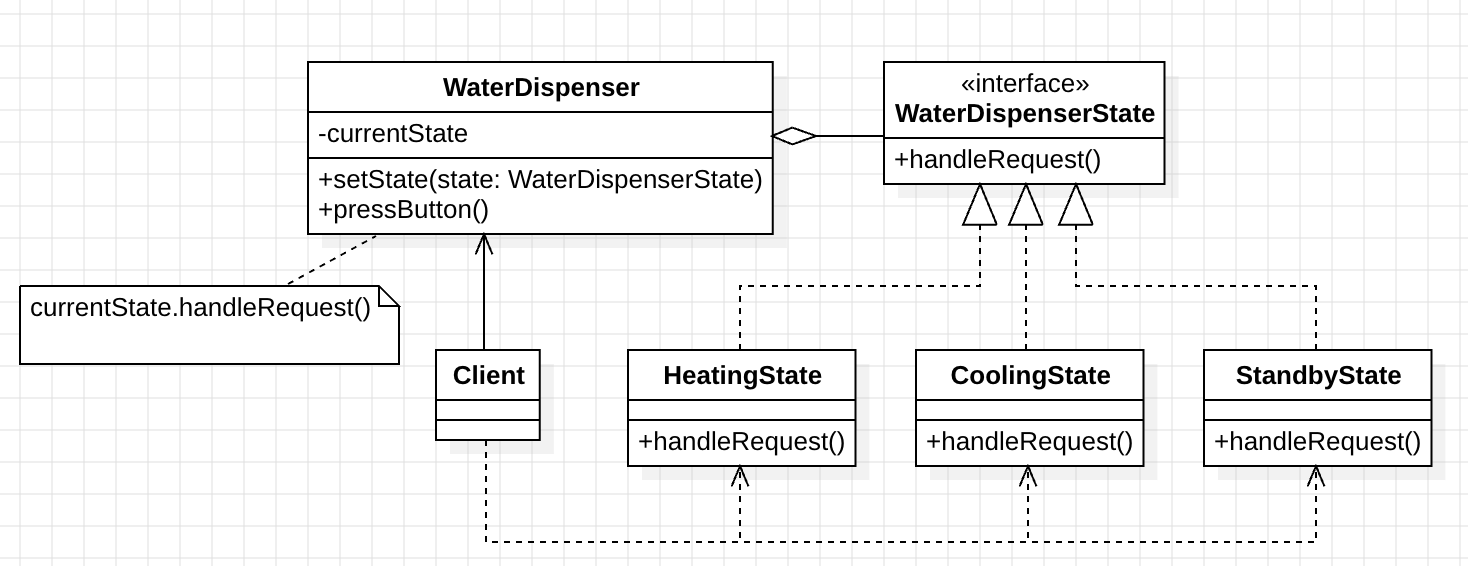 WaterDispenser
-currentState
+setState(state: WaterDispenserState)
+pressButton()
«interface»
WaterDispenserState
+handleRequest()
currentState.handleRequest()
Client
HeatingState
+handleRequest()
CoolingState
+handleRequest()
StandbyState
+handleRequest()